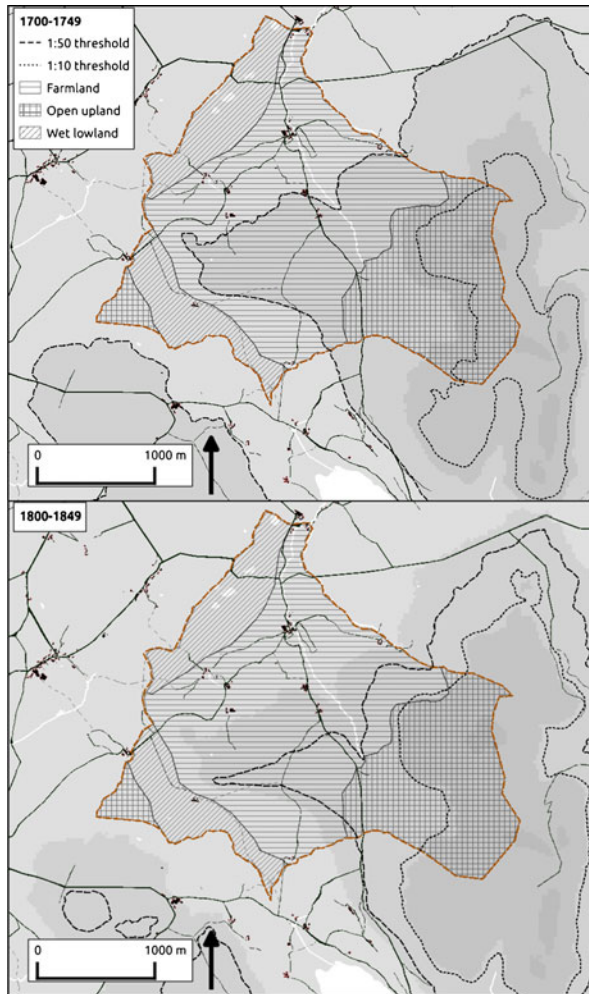 1700-1749
1:50 threshold
1:10 threshold
Farmland
Open upland
Wet lowland
0 1000 m
1800-1849
0 1000 m